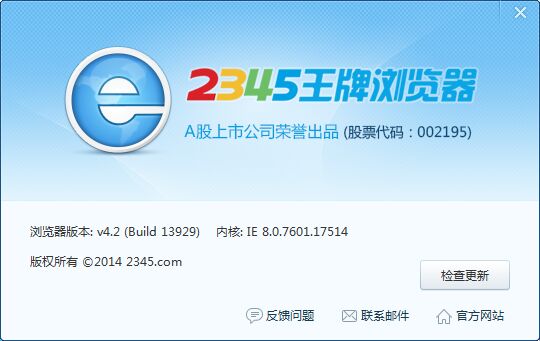 2345王牌浏览器
A股上市公司荣誉出品 (股票代码：002195)
浏览器版本: v4.2 (Build 13929) 内核: IE 8.0.7601.17514
版权所有 ©2014 2345.com
检查更新
反馈问题 联系邮件 官方网站